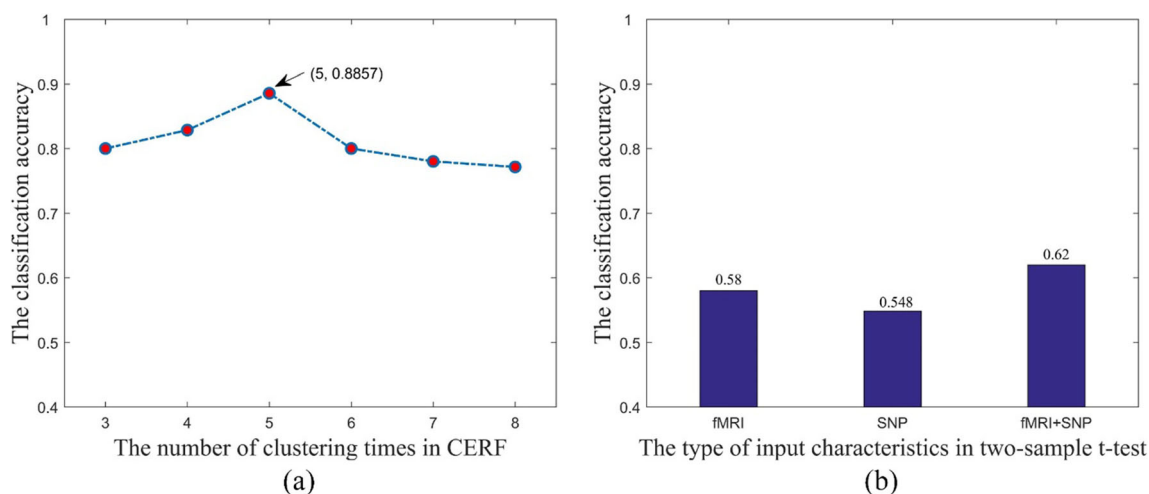 The classification accuracy
1
0.9
0.8
0.7
0.6
0.5
0.4
(5, 0.8857)
3 4 5 6 7 8
The number of clustering times in CERF
(a)
The classification accuracy
1
0.9
0.8
0.7
0.6
0.5
0.4
0.58
0.548
0.62
fMRI SNP fMRI+SNP
The type of input characteristics in two-sample t-test
(b)